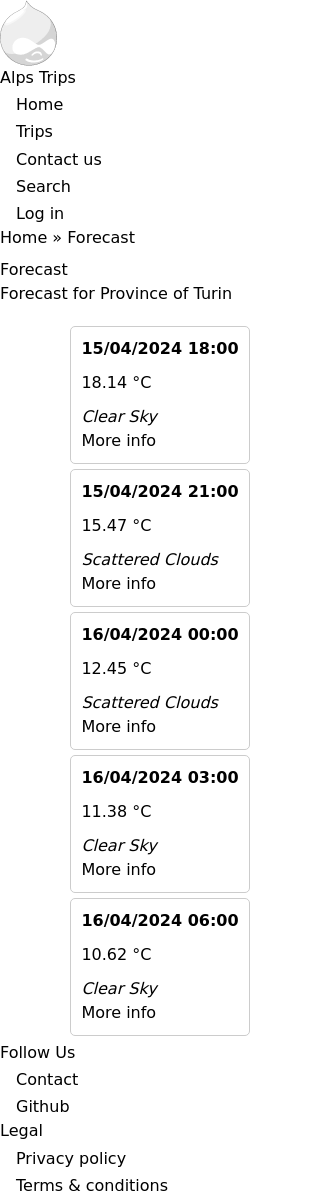 Alps Trips
Home
Trips
Contact us
Search
Log in
Home » Forecast
Forecast
Forecast for Province of Turin
15/04/2024 18:00
18.14 °C
Clear Sky
More info
15/04/2024 21:00
15.47 °C
Scattered Clouds
More info
16/04/2024 00:00
12.45 °C
Scattered Clouds
More info
16/04/2024 03:00
11.38 °C
Clear Sky
More info
16/04/2024 06:00
10.62 °C
Clear Sky
More info
Follow Us
Contact
Github
Legal
Privacy policy
Terms & conditions